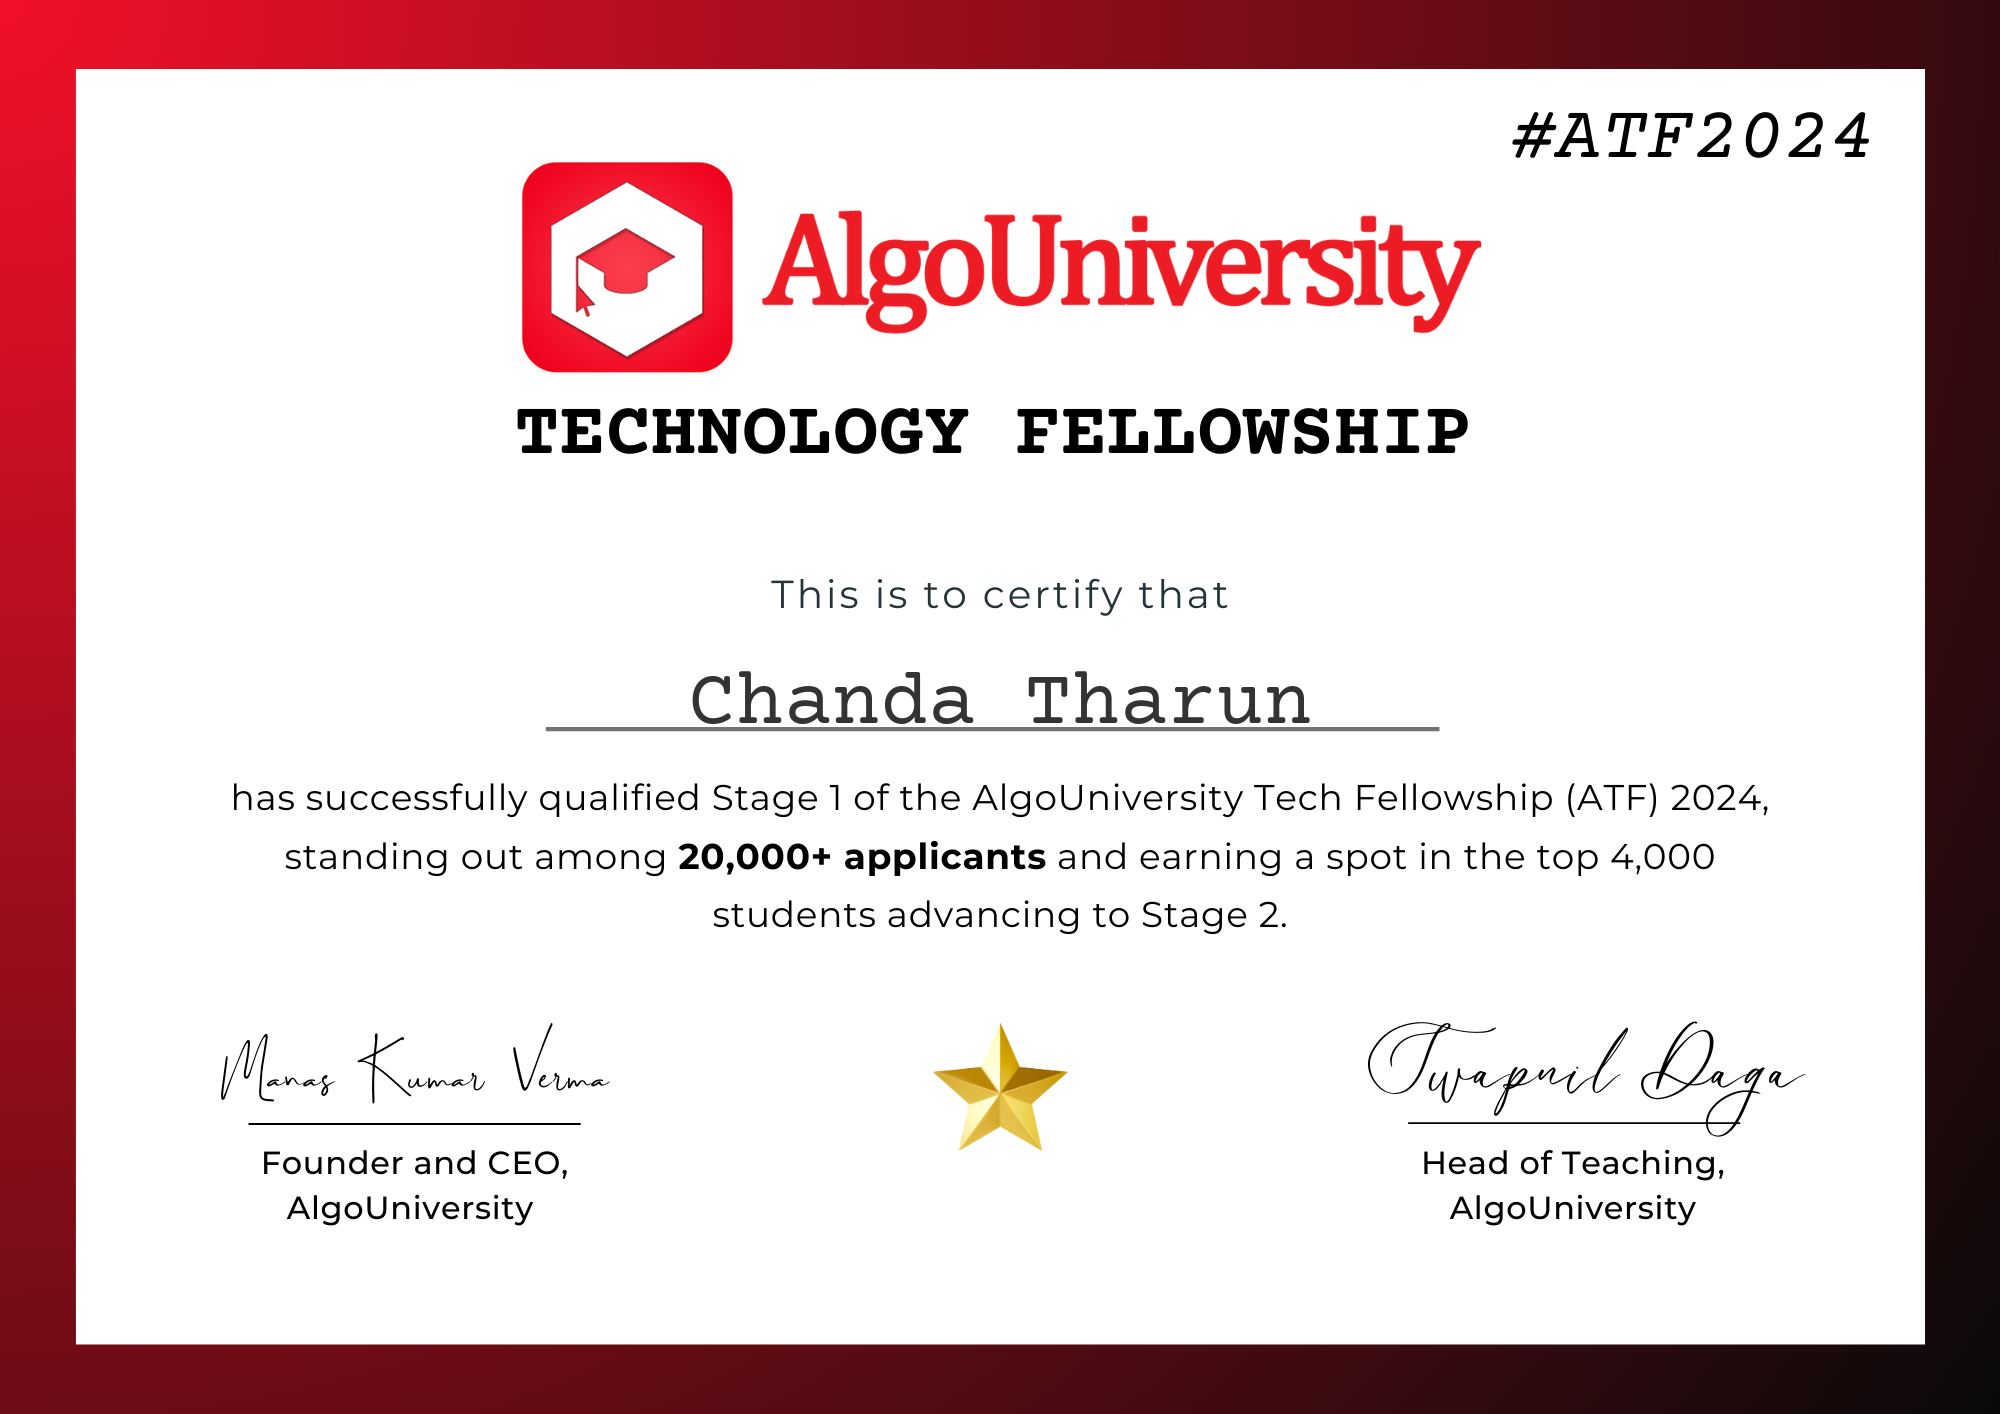 #ATF2024
AlgoUniversity
TECHNOLOGY FELLOWSHIP
This is to certify that
Chanda Tharun
has successfully qualified Stage 1 of the AlgoUniversity Tech Fellowship (ATF) 2024,
standing out among 20,000+ applicants and earning a spot in the top 4,000
students advancing to Stage 2.
Manas Kumar Verma
Swapnil Daga
Founder and CEO,
AlgoUniversity
Head of Teaching,
AlgoUniversity